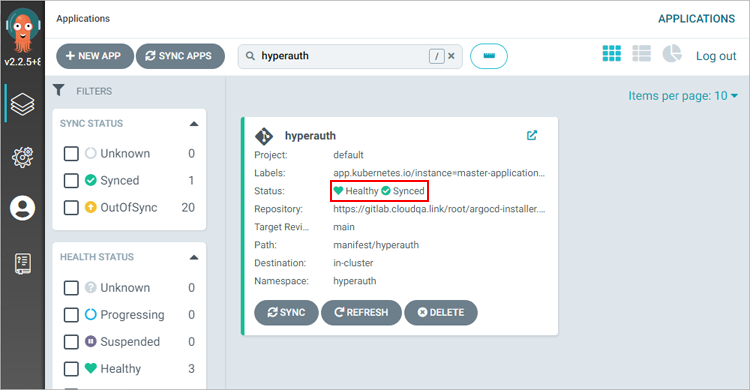 Applications
APPLICATIONS
v2.2.5+8
NEW APP
SYNC APPS
hyperauth
/
Log out
FILTERS
Items per page: 10
SYNC STATUS
Unknown 0
Synced 1
OutOfSync 20
HEALTH STATUS
Unknown 0
Progressing 0
Suspended 0
Healthy 3
hyperauth
Project: default
Labels: app.kubernetes.io/instance=master-application...
Status: Healthy Synced
Repository: https://gitlab.cloudqa.link/root/argocd-installer....
Target Revi... main
Path: manifest/hyperauth
Destination: in-cluster
Namespace: hyperauth
SYNC
REFRESH
DELETE